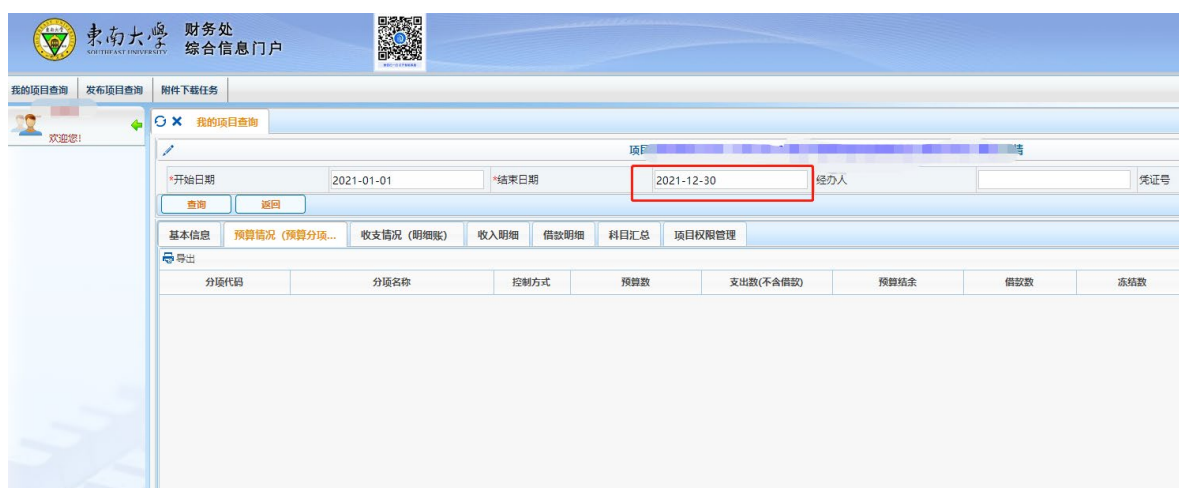 東南大學 财务处
SOUTHEAST UNIVERSITY 综合信息门户
我的项目查询 发布项目查询 附件下载任务
欢迎您!
我的项目查询
项目
*开始日期 2021-01-01 *结束日期 2021-12-30 经办人 凭证号
查询 返回
基本信息 预算情况（预算分项... 收支情况（明细账） 收入明细 借款明细 科目汇总 项目权限管理
导出
分项代码 分项名称 控制方式 预算数 支出数(不含借款) 预算结余 借款数 冻结数